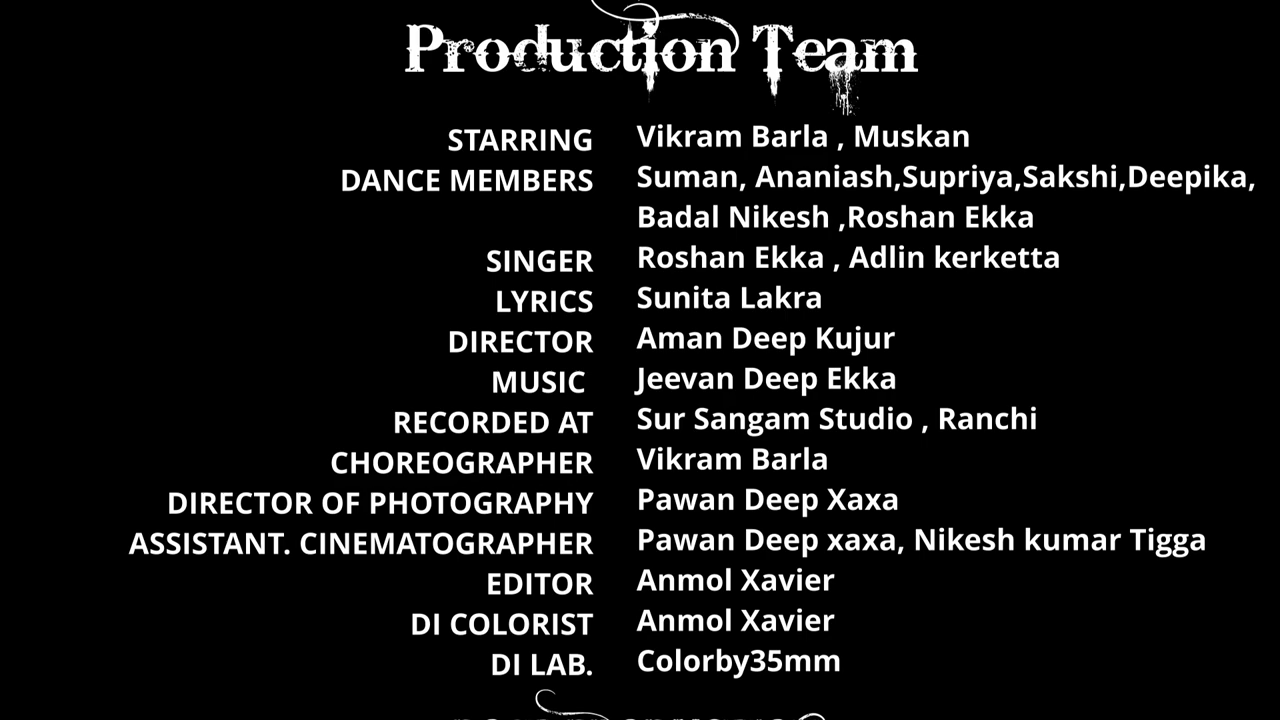 Production Team
STARRING Vikram Barla , Muskan
DANCE MEMBERS Suman, Ananiash,Supriya,Sakshi,Deepika,
Badal Nikesh ,Roshan Ekka
SINGER Roshan Ekka , Adlin kerketta
LYRICS Sunita Lakra
DIRECTOR Aman Deep Kujur
MUSIC Jeevan Deep Ekka
RECORDED AT Sur Sangam Studio , Ranchi
CHOREOGRAPHER Vikram Barla
DIRECTOR OF PHOTOGRAPHY Pawan Deep Xaxa
ASSISTANT. CINEMATOGRAPHER Pawan Deep xaxa, Nikesh kumar Tigga
EDITOR Anmol Xavier
DI COLORIST Anmol Xavier
DI LAB. Colorby35mm